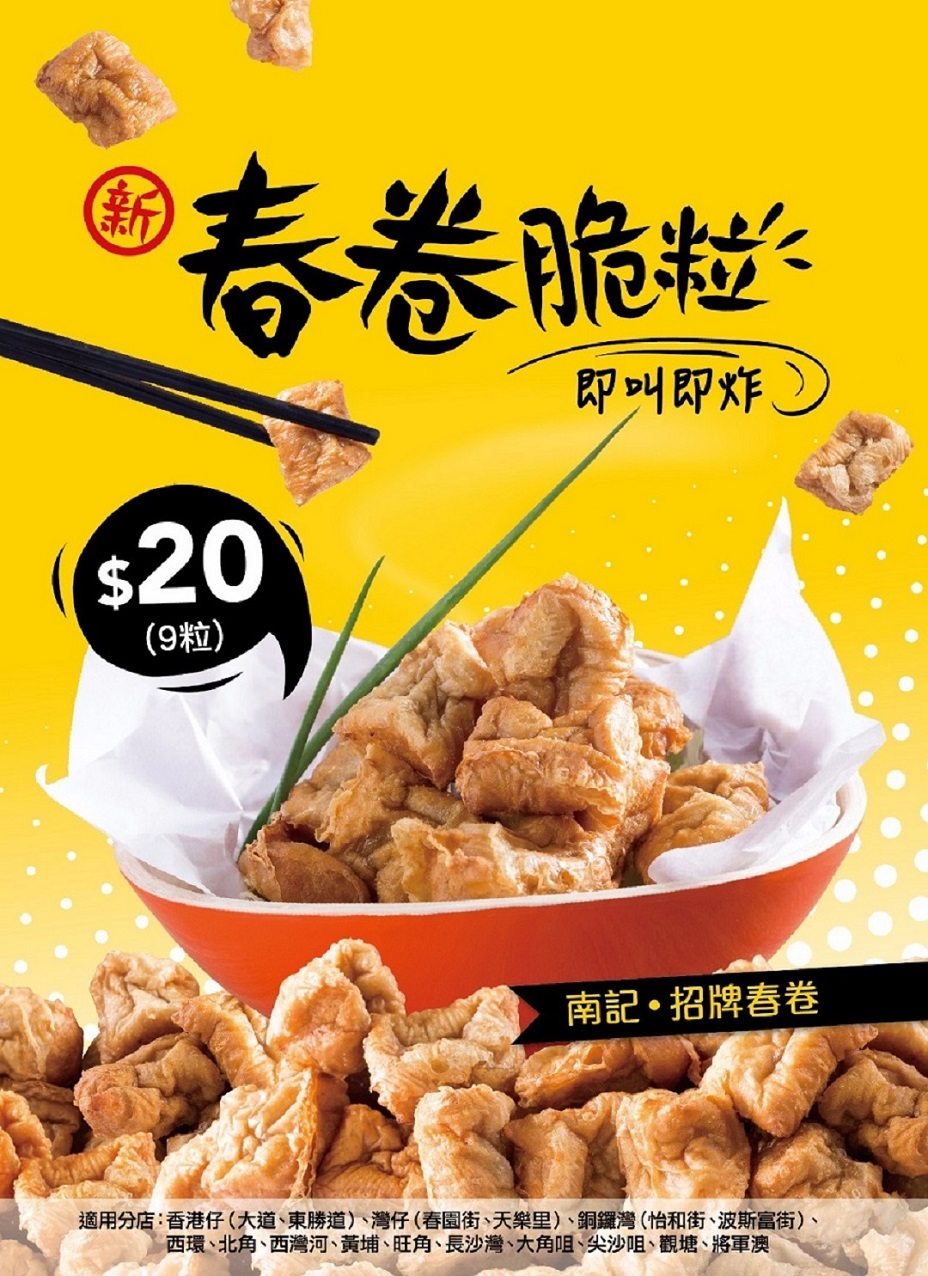 新 春卷脆粒
即叫即炸
$20
(9粒)
南記•招牌春卷
適用分店：香港仔（大道、東勝道）、灣仔（春園街、天樂里）、銅鑼灣（怡和街、波斯富街）、
西環、北角、西灣河、黃埔、旺角、長沙灣、大角咀、尖沙咀、觀塘、將軍澳